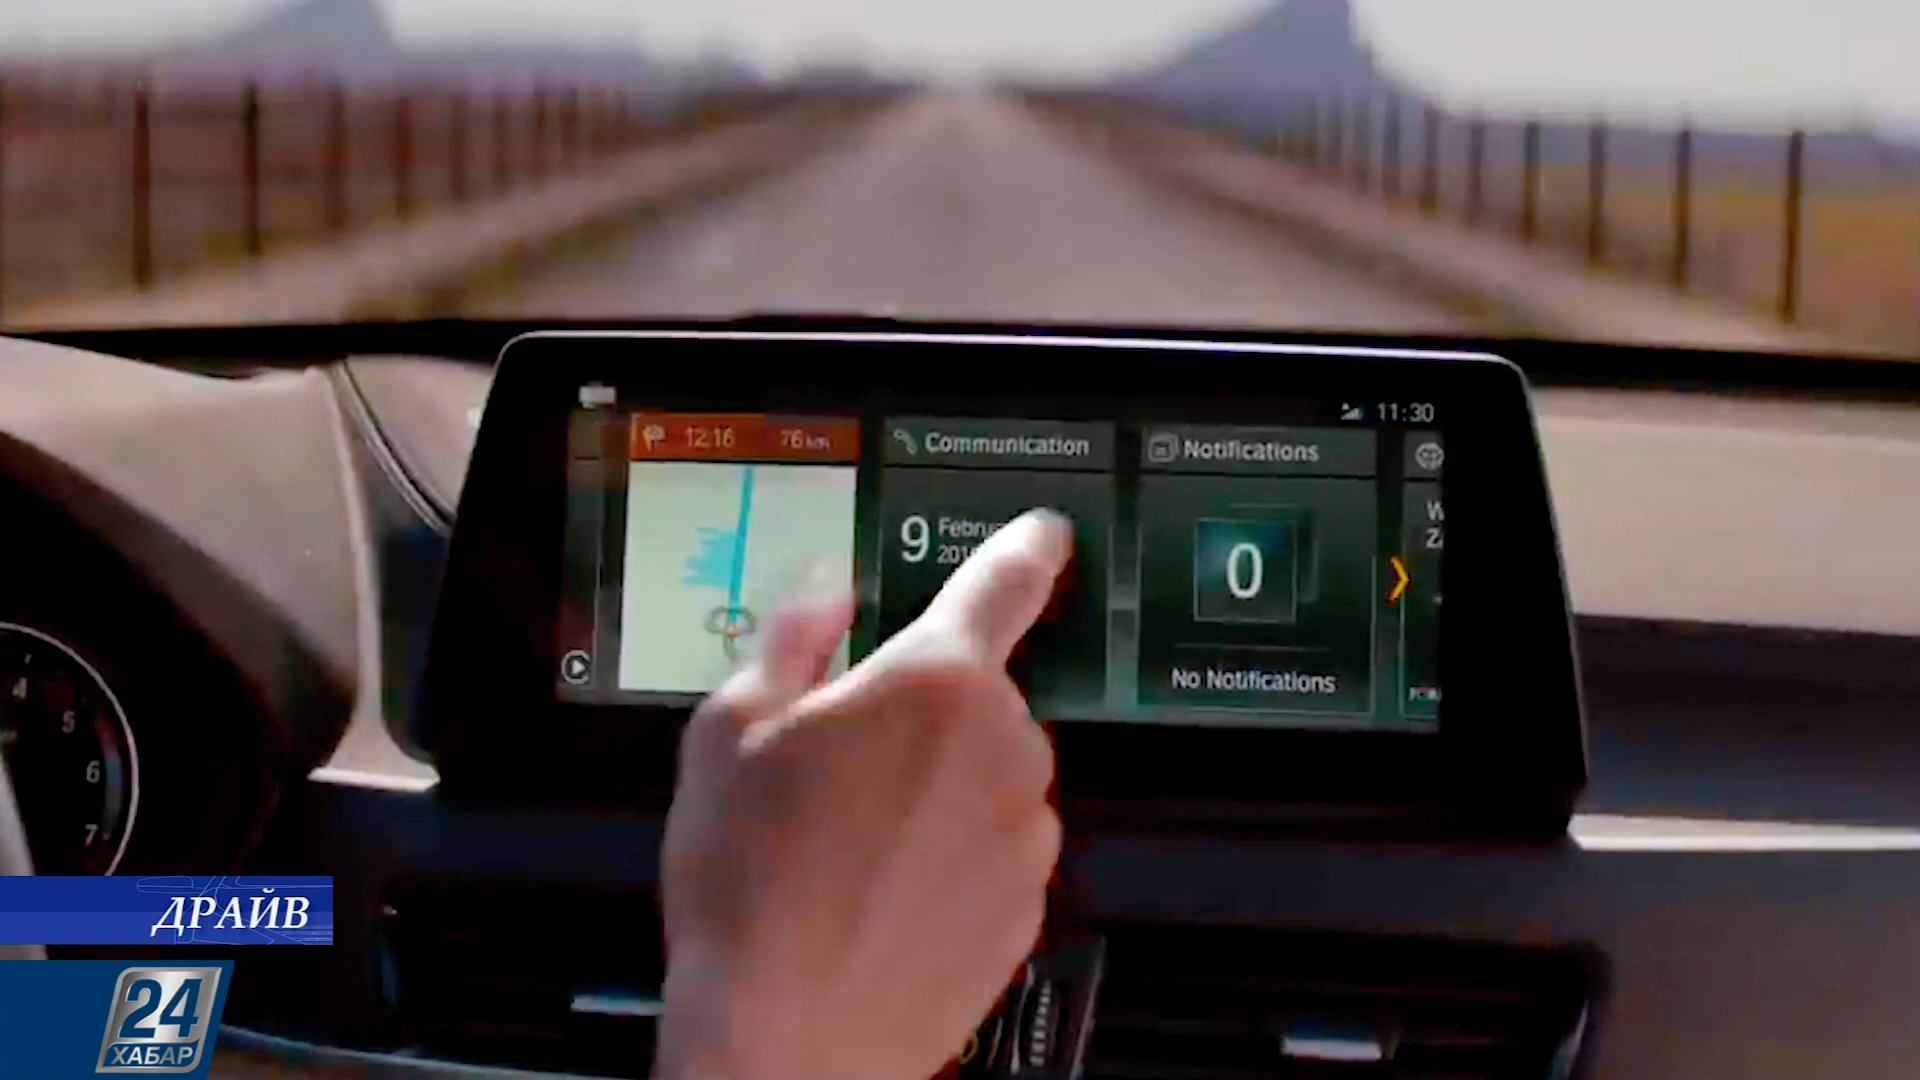 11:30
12:16 76 km
Communication
Notifications
9
0
No Notifications
4
5
6
7
ДРАЙВ
24
ХАБАР